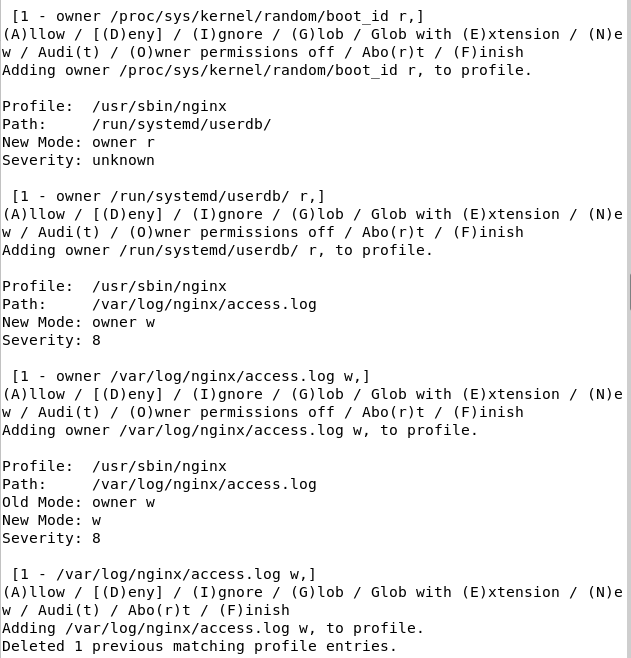 [1 - owner /proc/sys/kernel/random/boot_id r,]
(A)llow / [(D)eny] / (I)gnore / (G)lob / Glob with (E)xtension / (N)e
w / Audi(t) / (O)wner permissions off / Abo(r)t / (F)inish
Adding owner /proc/sys/kernel/random/boot_id r, to profile.

Profile:  /usr/sbin/nginx
Path:     /run/systemd/userdb/
New Mode: owner r
Severity: unknown

 [1 - owner /run/systemd/userdb/ r,]
(A)llow / [(D)eny] / (I)gnore / (G)lob / Glob with (E)xtension / (N)e
w / Audi(t) / (O)wner permissions off / Abo(r)t / (F)inish
Adding owner /run/systemd/userdb/ r, to profile.

Profile:  /usr/sbin/nginx
Path:     /var/log/nginx/access.log
New Mode: owner w
Severity: 8

 [1 - owner /var/log/nginx/access.log w,]
(A)llow / [(D)eny] / (I)gnore / (G)lob / Glob with (E)xtension / (N)e
w / Audi(t) / (O)wner permissions off / Abo(r)t / (F)inish
Adding owner /var/log/nginx/access.log w, to profile.

Profile:  /usr/sbin/nginx
Path:     /var/log/nginx/access.log
Old Mode: owner w
New Mode: w
Severity: 8

 [1 - /var/log/nginx/access.log w,]
(A)llow / [(D)eny] / (I)gnore / (G)lob / Glob with (E)xtension / (N)e
w / Audi(t) / Abo(r)t / (F)inish
Adding /var/log/nginx/access.log w, to profile.
Deleted 1 previous matching profile entries.